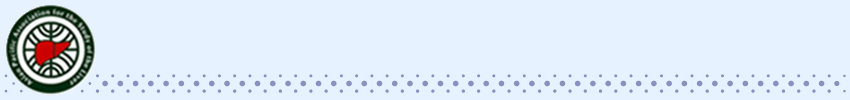 Asian Pacific Association for the Study of the Liver